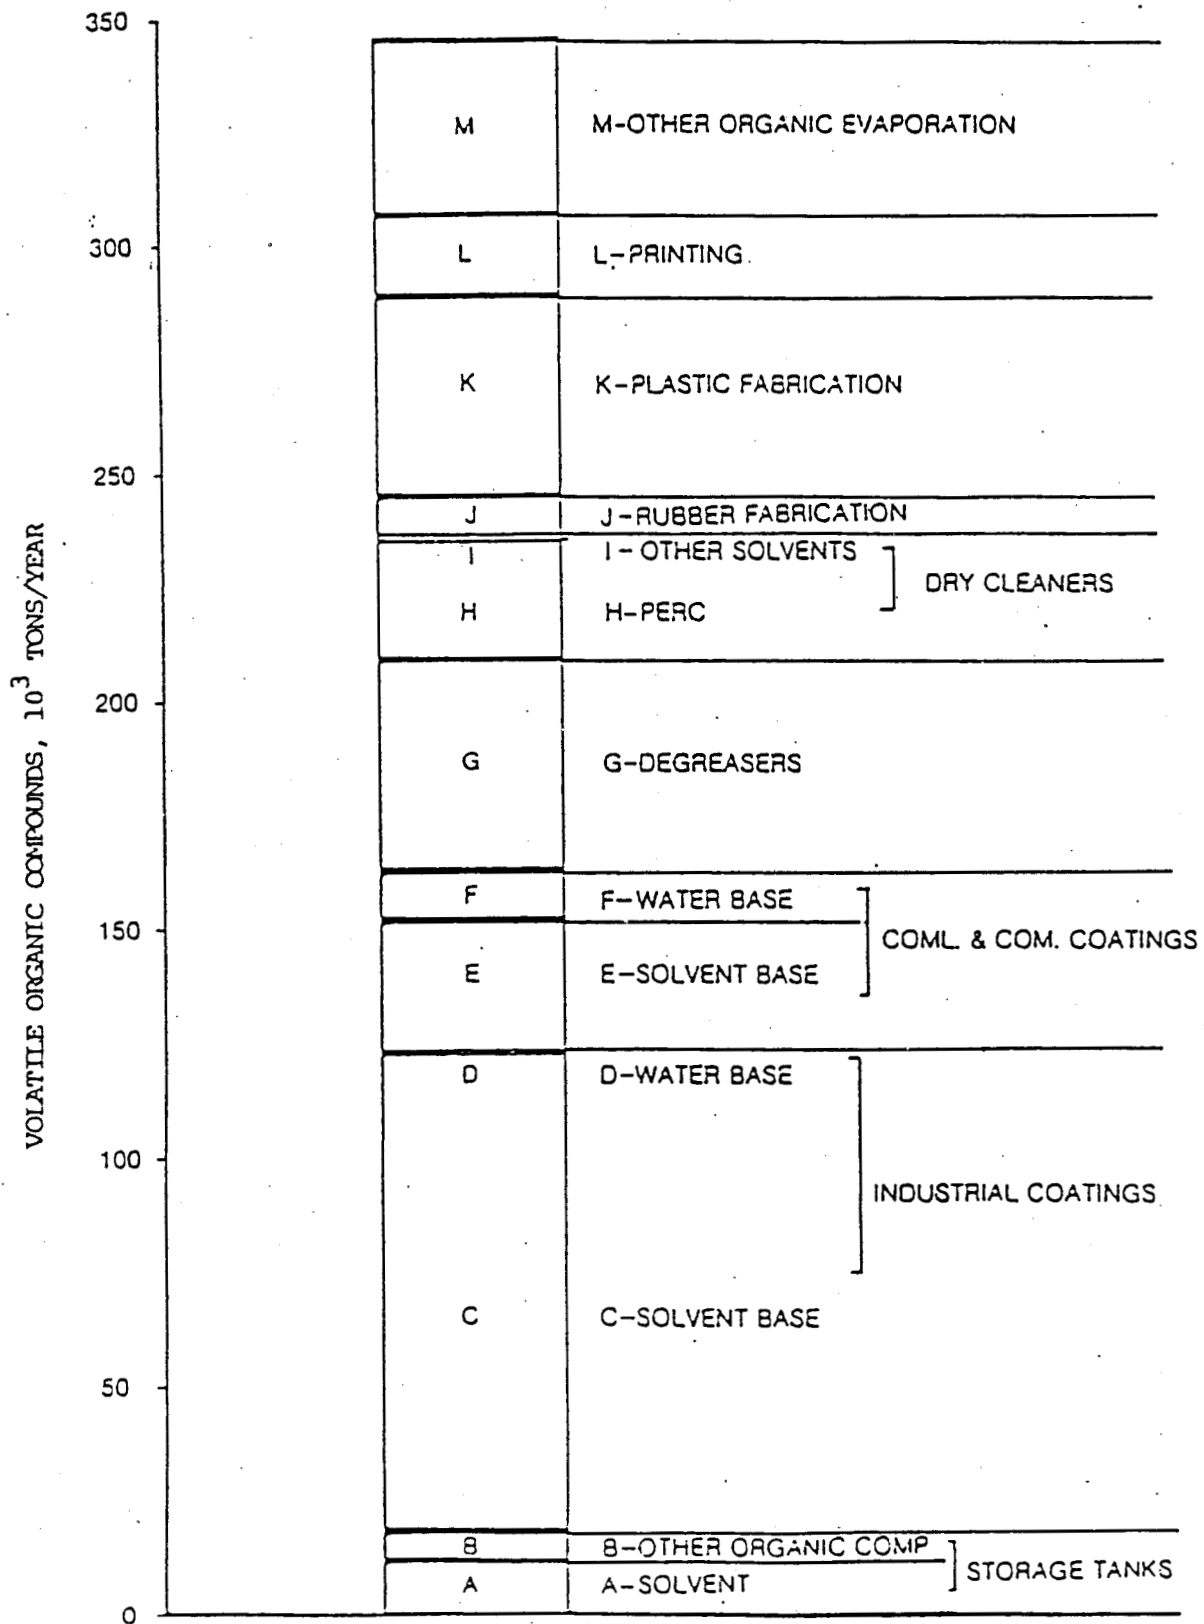 350
M
M-OTHER ORGANIC EVAPORATION
300
L
L-PRINTING
K
K-PLASTIC FABRICATION
250
J
J-RUBBER FABRICATION
I
I-OTHER SOLVENTS
DRY CLEANERS
H
H-PERC
200
G
G-DEGREASERS
F
F-WATER BASE
150
COML. & COM. COATINGS
E
E-SOLVENT BASE
D
D-WATER BASE
100
INDUSTRIAL COATINGS
C
C-SOLVENT BASE
50
B
B-OTHER ORGANIC COMP
STORAGE TANKS
A
A-SOLVENT
0
VOLATILE ORGANIC COMPOUNDS, 10³ TONS/YEAR